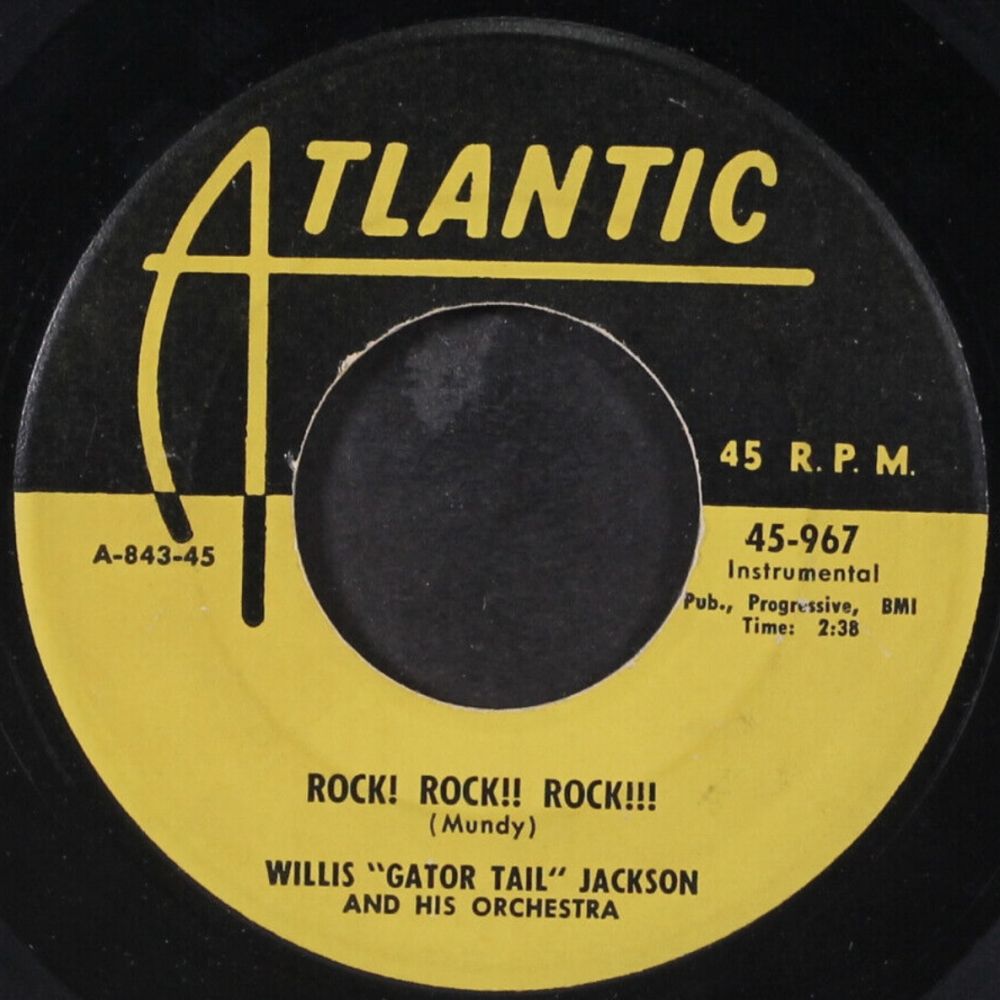 ATLANTIC
45 R.P.M.
A-843-45
45-967
Instrumental
Pub., Progressive, BMI
Time: 2:38
ROCK! ROCK!! ROCK!!!
(Mundy)
WILLIS "GATOR TAIL" JACKSON
AND HIS ORCHESTRA